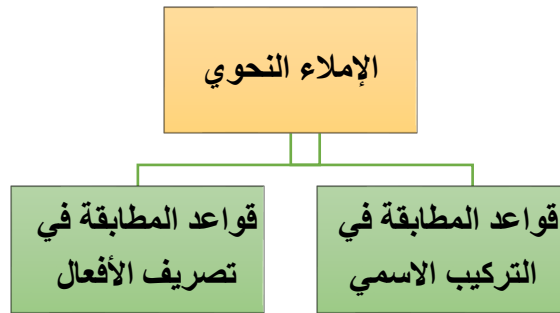 الإملاء النحوي
قواعد المطابقة في
التركيب الاسمي
قواعد المطابقة في
تصريف الأفعال